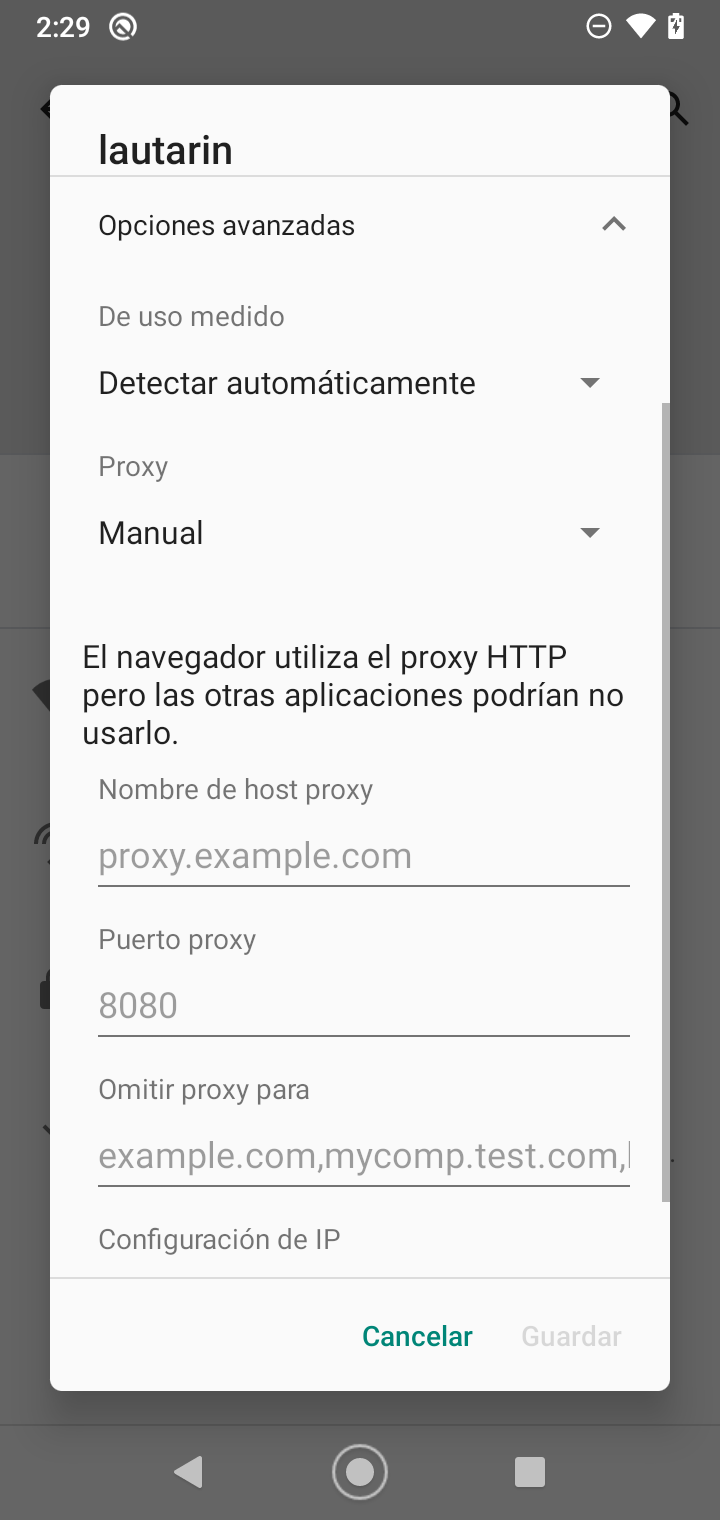 2:29
lautarin
Opciones avanzadas
De uso medido
Detectar automáticamente
Proxy
Manual
El navegador utiliza el proxy HTTP
pero las otras aplicaciones podrían no
usarlo.
Nombre de host proxy
proxy.example.com
Puerto proxy
8080
Omitir proxy para
example.com,mycomp.test.com,
Configuración de IP
Cancelar Guardar